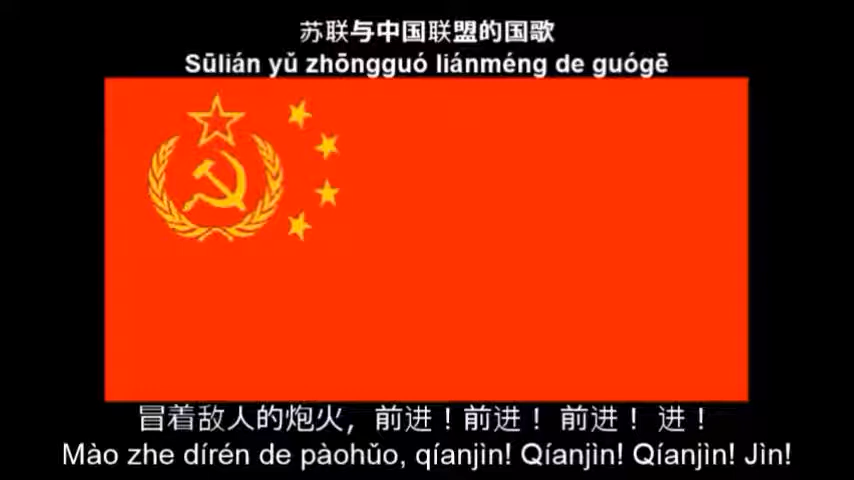 苏联与中国联盟的国歌
Sūlián yǔ zhōngguó liánméng de guógē
冒着敌人的炮火，前进！前进！ 前进！ 进！
Mào zhe dírén de pàohǔo, qíanjìn! Qíanjìn! Qíanjìn! Jìn!